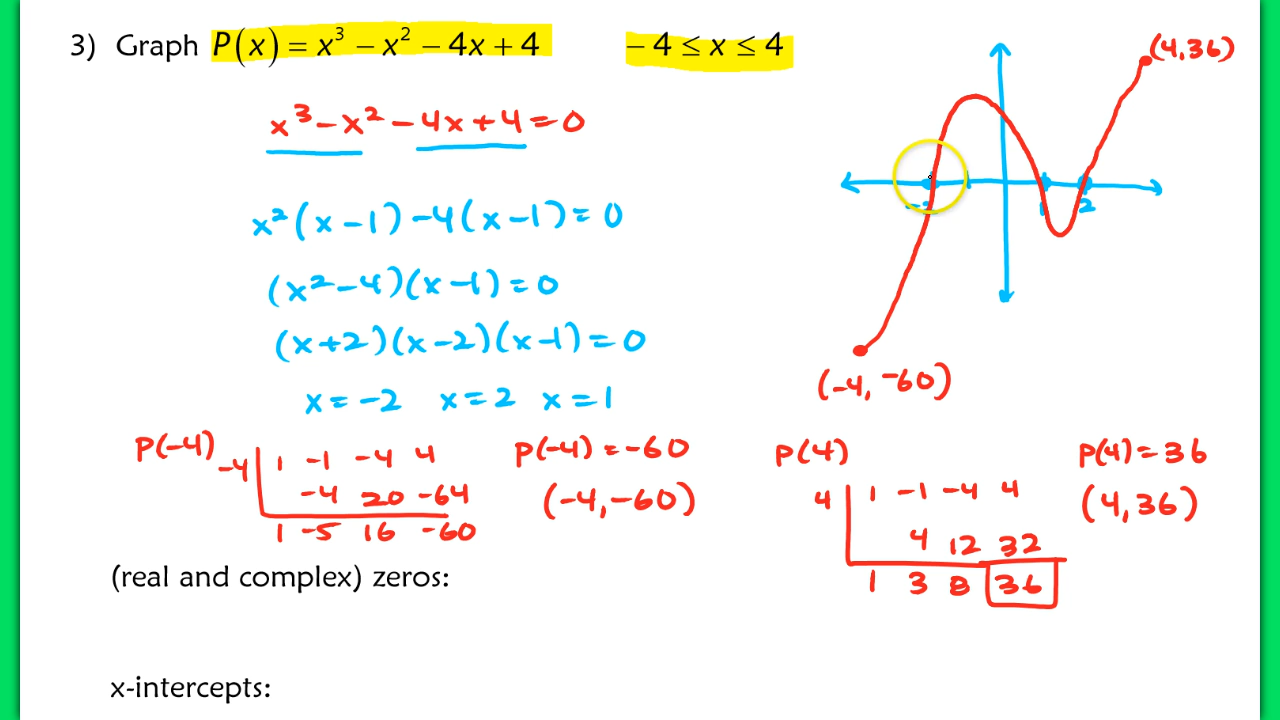 3) Graph P(x) = x³ − x² − 4x + 4    − 4 ≤ x ≤ 4
(4,36)
x³ − x² − 4x + 4 = 0
x²(x − 1) − 4(x − 1) = 0
1 2
(x² − 4)(x − 1) = 0
(x + 2)(x − 2)(x − 1) = 0
(-4, -60)
x = -2  x = 2  x = 1
P(-4)
-4 | 1 -1 -4 4
-4 20 -64
1 -5 16 -60
P(-4) = -60
(-4, -60)
P(4)
4 | 1 -1 -4 4
4 12 32
1 3 8 36
P(4) = 36
(4, 36)
(real and complex) zeros:
x-intercepts: